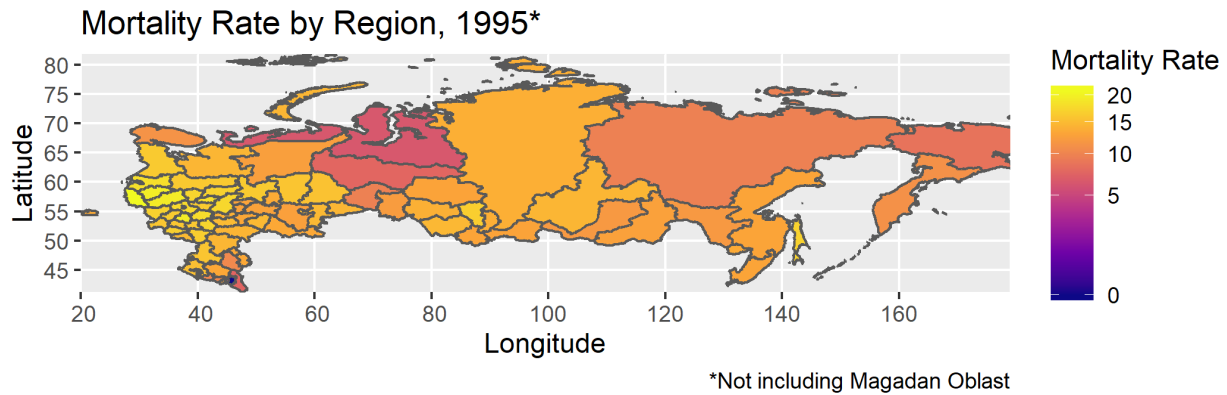 Mortality Rate by Region, 1995*
Mortality Rate
80
75
70
65
60
55
50
45
Latitude
20
15
10
5
0
20 40 60 80 100 120 140 160
Longitude
*Not including Magadan Oblast